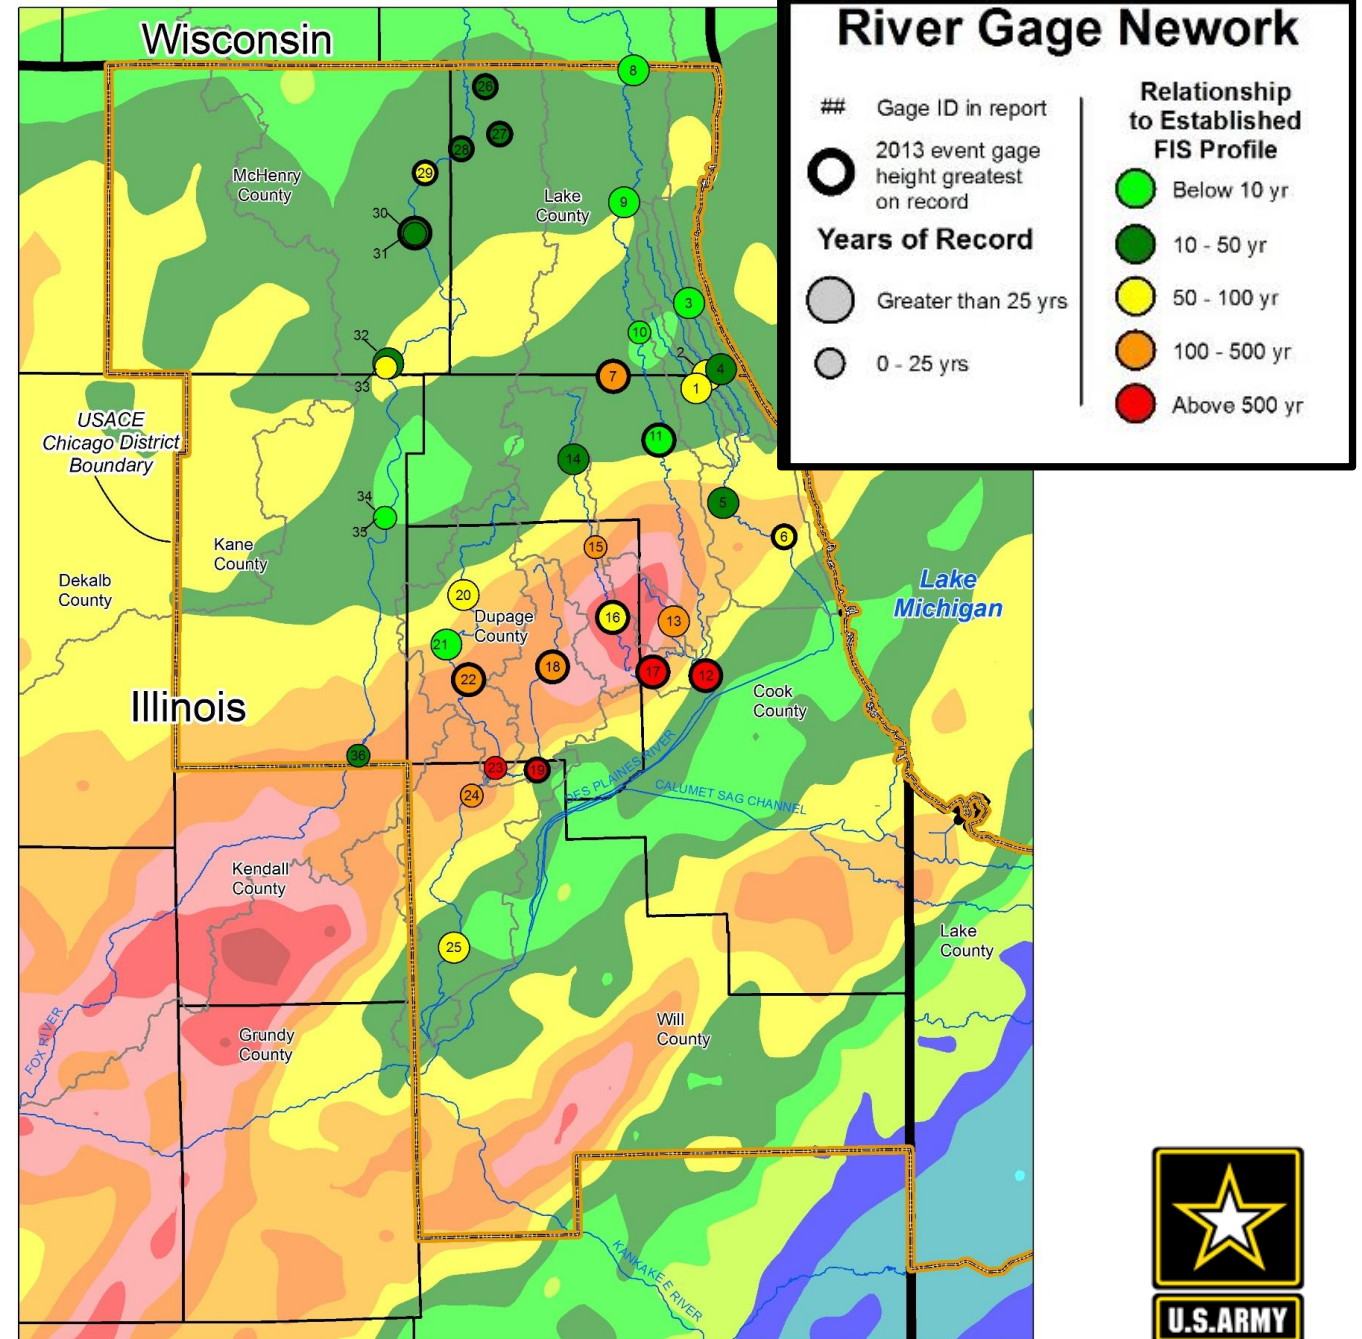 Wisconsin
River Gage Nework
## Gage ID in report
2013 event gage
height greatest
on record
Years of Record
Greater than 25 yrs
0 - 25 yrs
Relationship
to Established
FIS Profile
Below 10 yr
10 - 50 yr
50 - 100 yr
100 - 500 yr
Above 500 yr
8
26
27
28
29
McHenry
County
Lake
County
9
30
31
3
10
32
33
2
4
7
1
USACE
Chicago District
Boundary
11
14
5
34
35
6
Kane
County
15
Dekalb
County
20
Dupage
County
16
13
Lake
Michigan
21
22
18
17
12
Cook
County
Illinois
36
23
19
24
DES PLAINES RIVER
CALUMET SAG CHANNEL
Kendall
County
25
Lake
County
FOX RIVER
Grundy
County
Will
County
KANKAKEE RIVER
U.S.ARMY